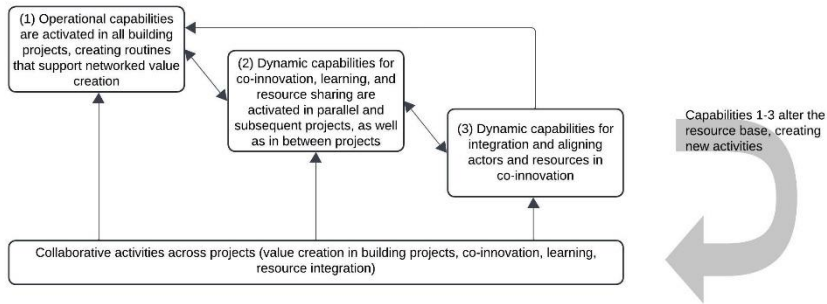 (1) Operational capabilities
are activated in all building
projects, creating routines
that support networked value
creation
(2) Dynamic capabilities for
co-innovation, learning, and
resource sharing are
activated in parallel and
subsequent projects, as well
as in between projects
(3) Dynamic capabilities for
integration and aligning
actors and resources in
co-innovation
Capabilities 1-3 alter the
resource base, creating
new activities
Collaborative activities across projects (value creation in building projects, co-innovation, learning,
resource integration)